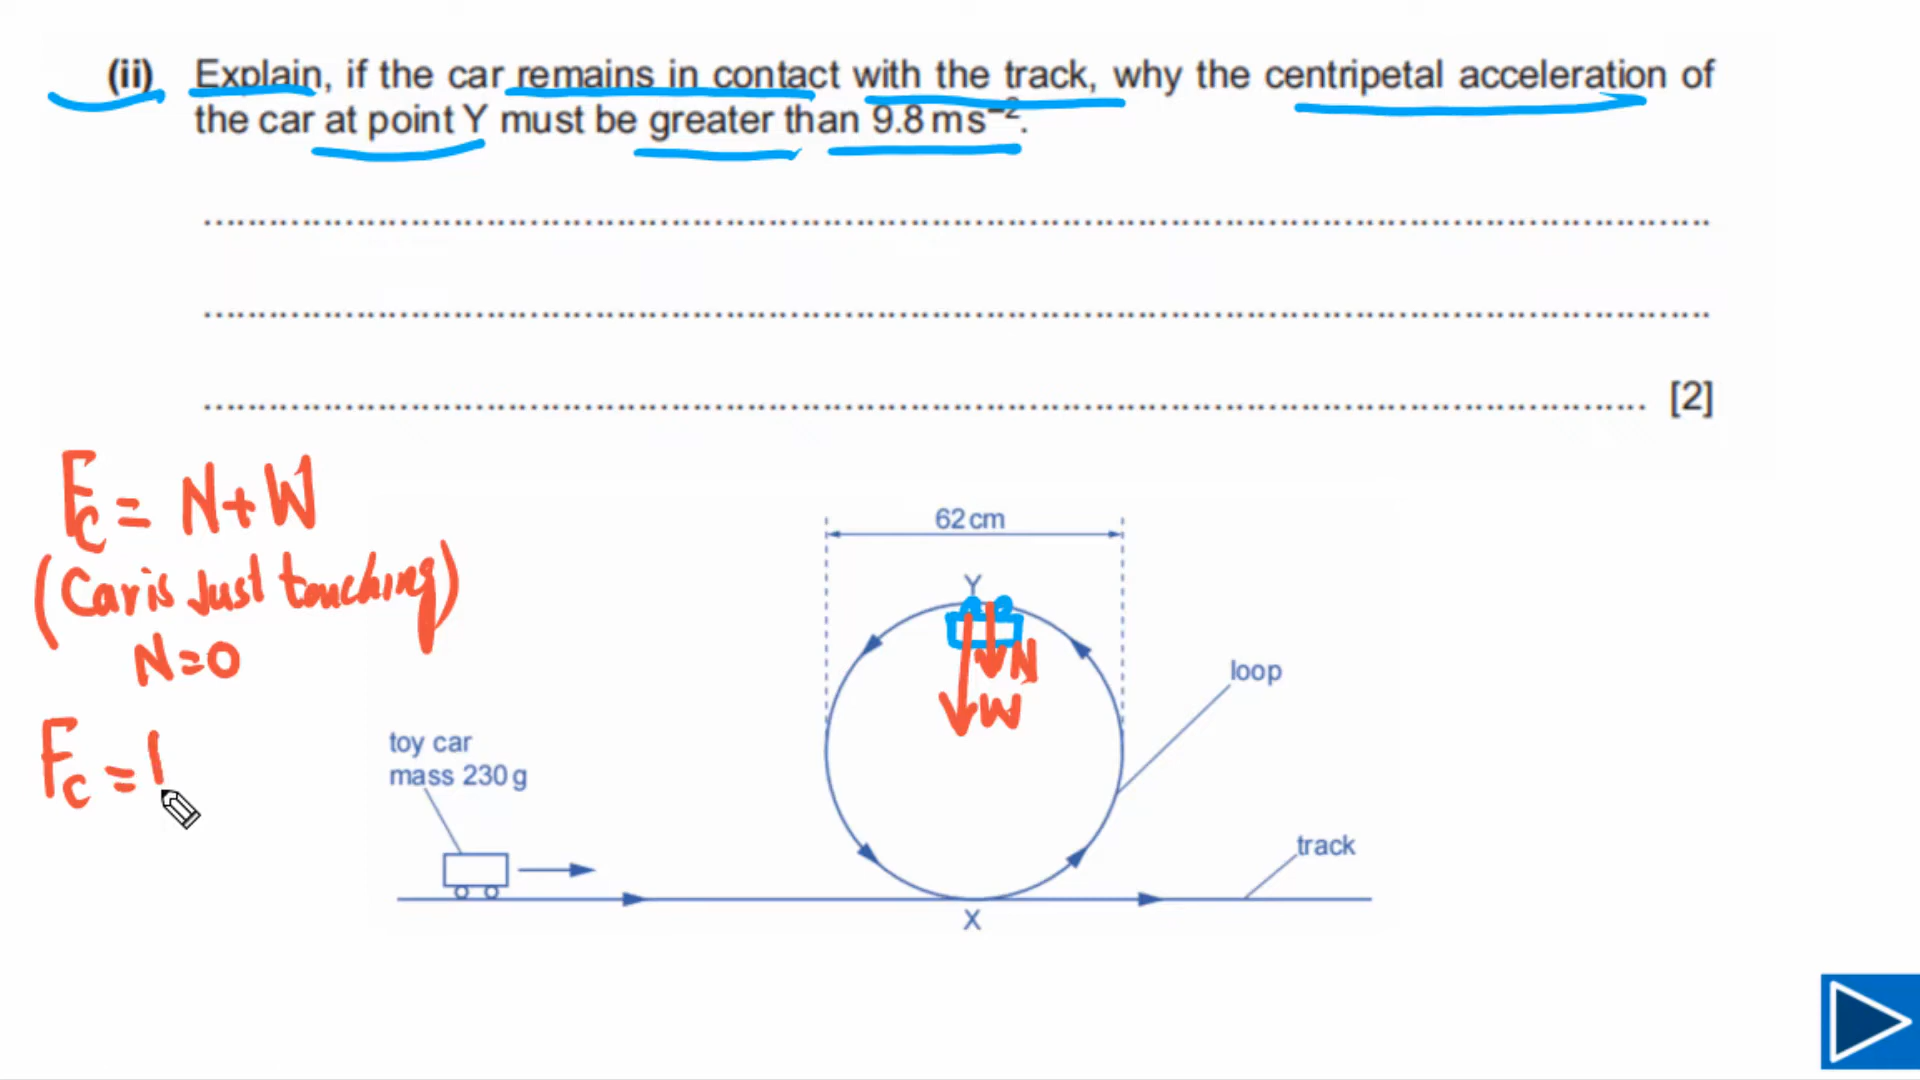 (ii) Explain, if the car remains in contact with the track, why the centripetal acceleration of
the car at point Y must be greater than 9.8 m s⁻².
[2]
Fc = N+W
(Car is Just touching)
N=0
Fc =
62 cm
Y
N
W
loop
toy car
mass 230 g
track
X